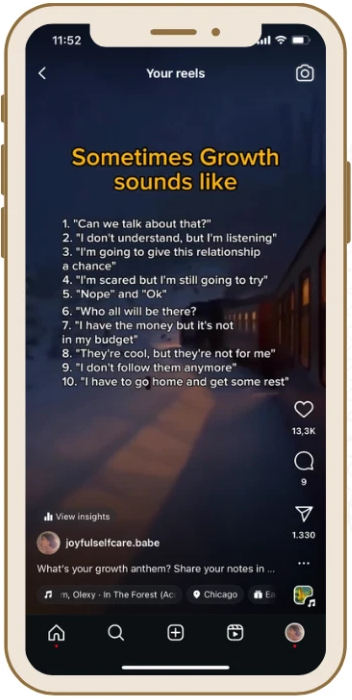 11:52
Your reels
Sometimes Growth
sounds like
1. "Can we talk about that?"
2. "I don't understand, but I'm listening"
3. "I'm going to give this relationship
a chance"
4. "I'm scared but I'm still going to try"
5. "Nope" and "Ok"
6. "Who all will be there?
7. "I have the money but it's not
in my budget"
8. "They're cool, but they're not for me"
9. "I don't follow them anymore"
10. "I have to go home and get some rest"
13,3K
9
1.330
View insights
joyfulselfcare.babe
What's your growth anthem? Share your notes in ...
m, Olexy · In The Forest (Ac
Chicago
Ea